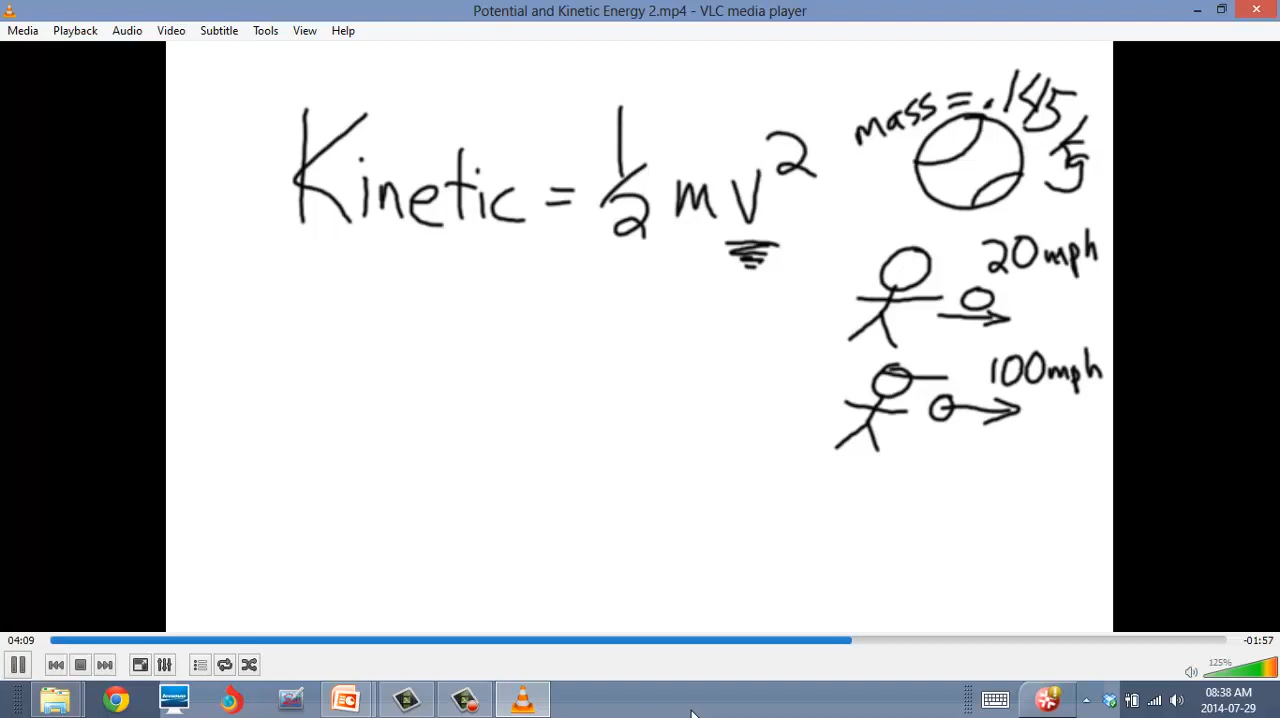 Potential and Kinetic Energy 2.mp4 - VLC media player
Media Playback Audio Video Subtitle Tools View Help
mass = .145 kg
Kinetic = 1/2 mv²
20mph
100mph
04:09
-01:57
125%
08:38 AM
2014-07-29